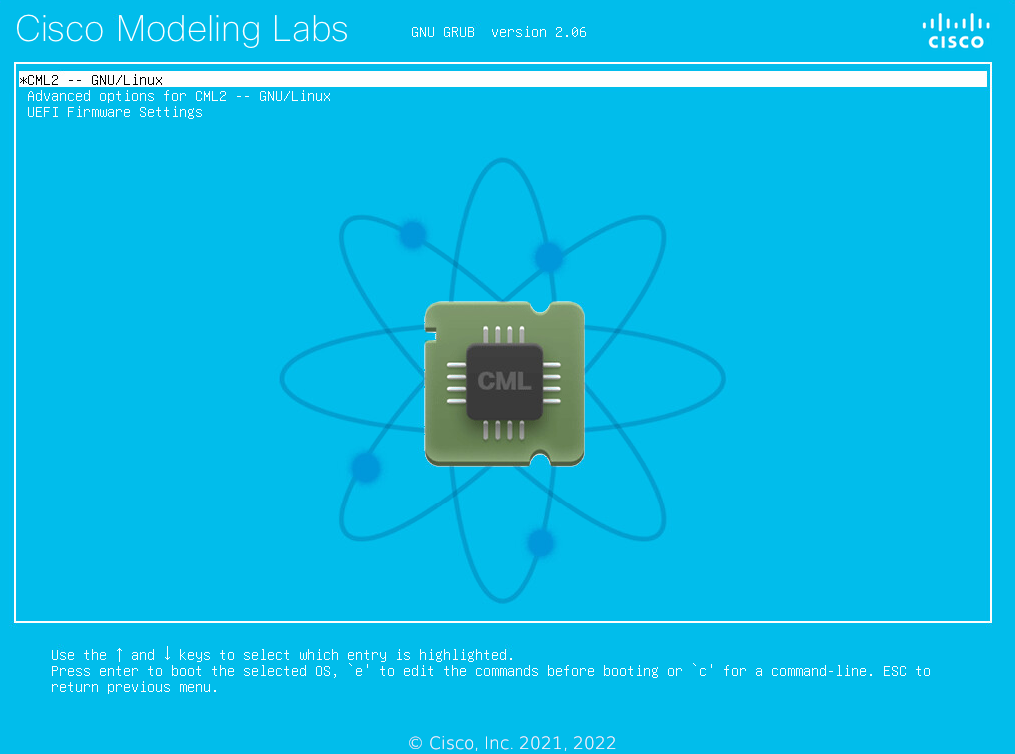 Cisco Modeling Labs
GNU GRUB  version 2.06
CISCO
*CML2 -- GNU/Linux
Advanced options for CML2 -- GNU/Linux
UEFI Firmware Settings
CML
Use the ↑ and ↓ keys to select which entry is highlighted.
Press enter to boot the selected OS, `e' to edit the commands before booting or `c' for a command-line. ESC to
return previous menu.
© Cisco, Inc. 2021, 2022